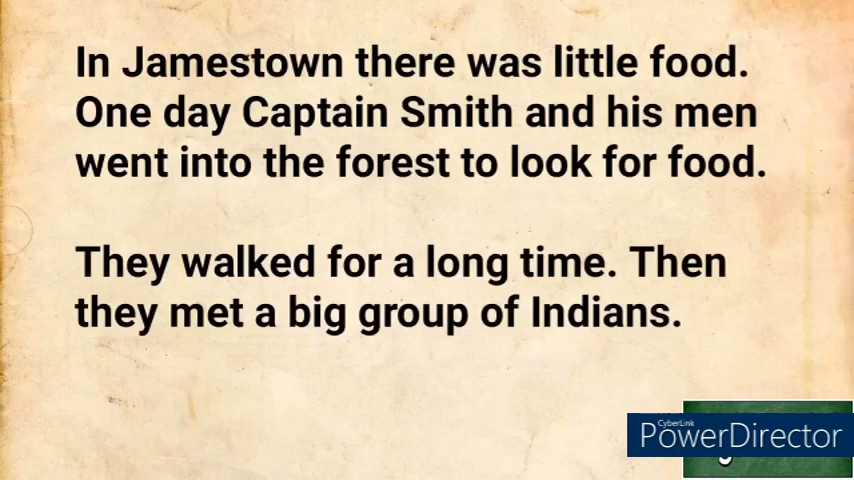 In Jamestown there was little food.
One day Captain Smith and his men
went into the forest to look for food.
They walked for a long time. Then
they met a big group of Indians.
CyberLink
PowerDirector